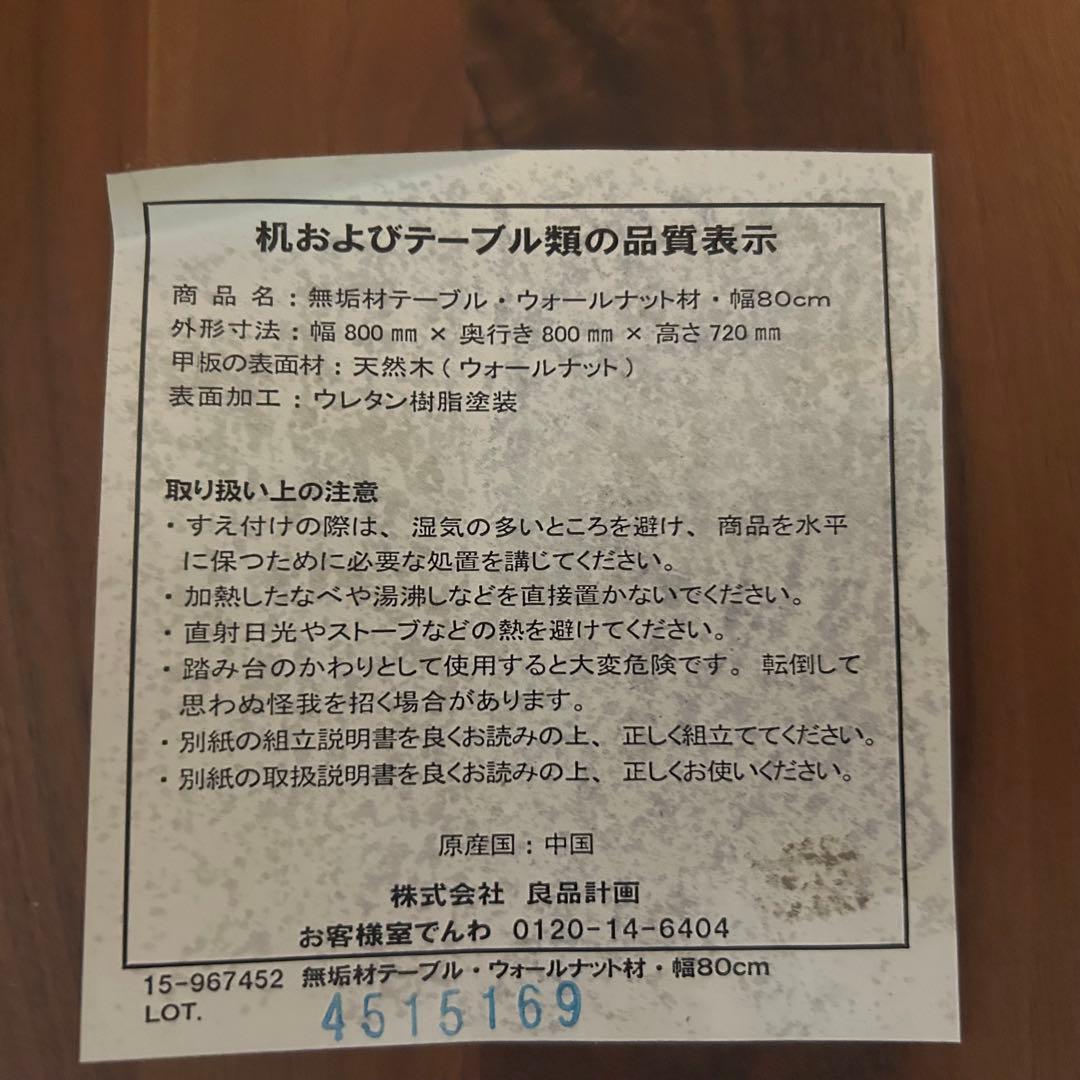 机およびテーブル類の品質表示
商品名：無垢材テーブル・ウォールナット材・幅80cm
外形寸法：幅 800 ㎜ × 奥行き 800 ㎜ × 高さ 720 ㎜
甲板の表面材：天然木（ウォールナット）
表面加工：ウレタン樹脂塗装
取り扱い上の注意
・すえ付けの際は、湿気の多いところを避け、商品を水平
に保つために必要な処置を講じてください。
・加熱したなべや湯沸しなどを直接置かないでください。
・直射日光やストーブなどの熱を避けてください。
・踏み台のかわりとして使用すると大変危険です。転倒して
思わぬ怪我を招く場合があります。
・別紙の組立説明書を良くお読みの上、正しく組立ててください。
・別紙の取扱説明書を良くお読みの上、正しくお使いください。
原産国：中国
株式会社 良品計画
お客様室でんわ 0120-14-6404
15-967452 無垢材テーブル・ウォールナット材・幅80cm
LOT. 4515169